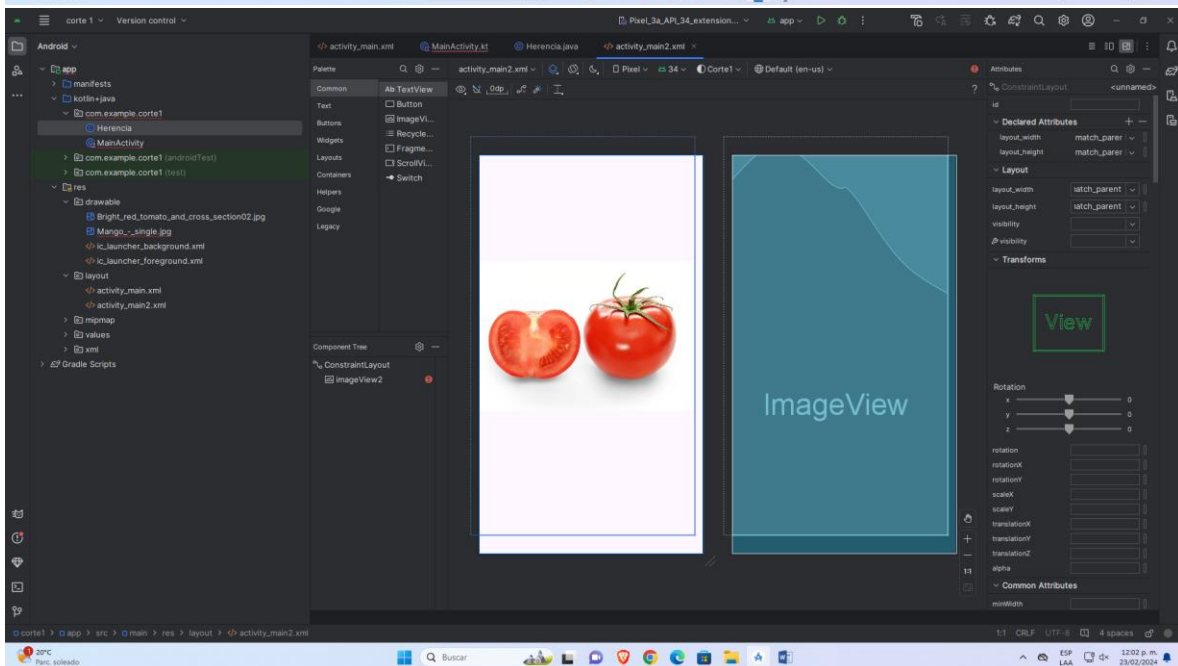 corte1 Version control Pixel_3a_API_34_extension... app
Android
activity_main.xml MainActivity.kt Herencia.java activity_main2.xml
app
manifests
kotlin+java
com.example.corte1
Herencia
MainActivity
com.example.corte1 (androidTest)
com.example.corte1 (test)
res
drawable
Bright_red_tomato_and_cross_section02.jpg
Mango_-_single.jpg
ic_launcher_background.xml
ic_launcher_foreground.xml
layout
activity_main.xml
activity_main2.xml
mipmap
values
xml
Gradle Scripts
Palette
Common
Text
Buttons
Widgets
Layouts
Containers
Helpers
Google
Legacy
Ab TextView
Button
ImageVi...
Recycle...
Fragme...
ScrollVi...
Switch
Component Tree
ConstraintLayout
imageView2
activity_main2.xml Pixel 34 Corte1 Default (en-us)
0dp
ImageView
1:1
Attributes
ConstraintLayout <unnamed>
id
Declared Attributes
layout_width match_parer
layout_height match_parer
Layout
layout_width atch_parent
layout_height atch_parent
visibility
visibility
Transforms
View
Rotation
x 0
y 0
z 0
rotation
rotationX
rotationY
scaleX
scaleY
translationX
translationY
translationZ
alpha
Common Attributes
minWidth
corte1 > app > src > main > res > layout > activity_main2.xml
1:1 CRLF UTF-8 4 spaces
20°C
Parc. soleado
Buscar
ESP
LAA
12:02 p. m.
23/02/2024